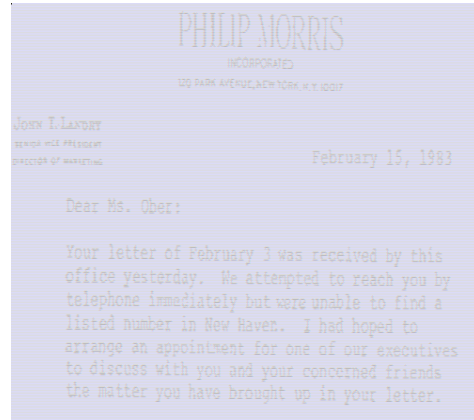 PHILIP MORRIS
INCORPORATED
120 PARK AVENUE, NEW YORK, N.Y. 10017
JOHN T. LANDRY
SENIOR VICE PRESIDENT
DIRECTOR OF MARKETING
February 15, 1983
Dear Ms. Ober:
Your letter of February 3 was received by this
office yesterday. We attempted to reach you by
telephone immediately but were unable to find a
listed number in New Haven. I had hoped to
arrange an appointment for one of our executives
to discuss with you and your concerned friends
the matter you have brought up in your letter.